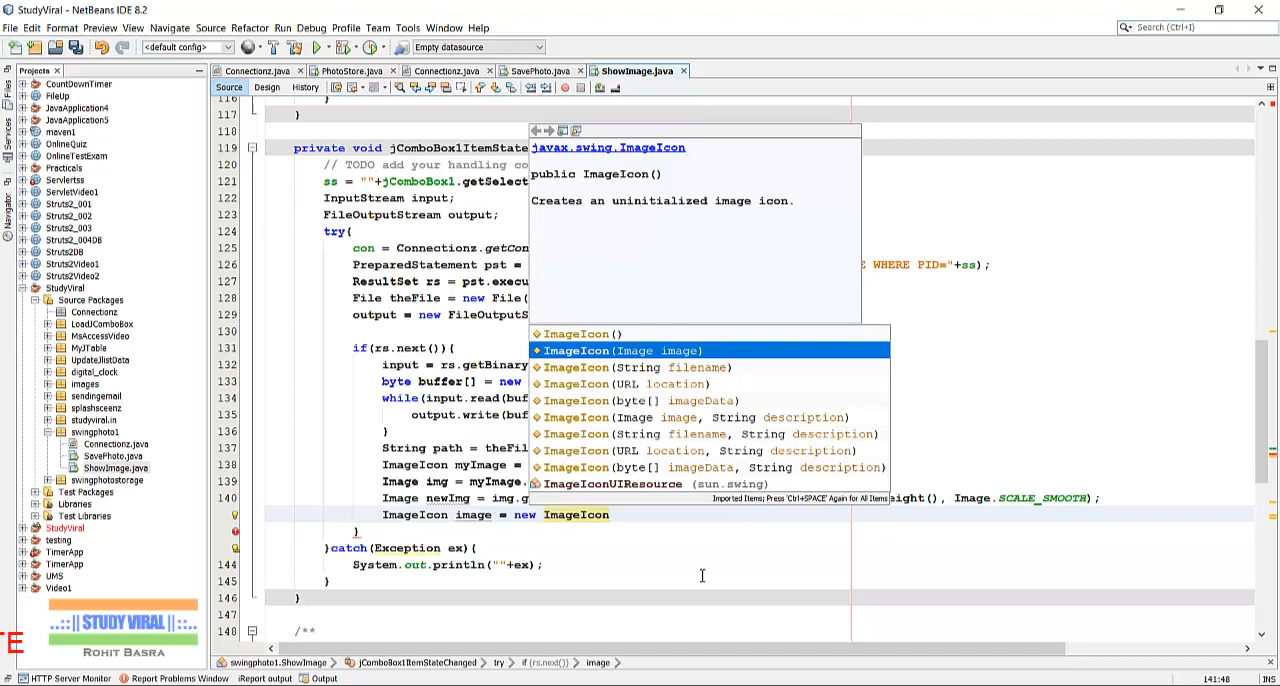 StudyViral - NetBeans IDE 8.2
File Edit Format Preview View Navigate Source Refactor Run Debug Profile Team Tools Window Help
Search (Ctrl+I)
<default config>
Empty datasource
Projects
Connectionz.java
PhotoStore.java
Connectionz.java
SavePhoto.java
ShowImage.java
Source Design History
Files
Services
Navigator
CountDownTimer
FileUp
JavaApplication4
JavaApplication5
maven1
OnlineQuiz
OnlineTestExam
Practicals
Servlertss
ServletVideo1
Struts2_001
Struts2_002
Struts2_003
Struts2_004DB
Struts2DB
Struts2Video1
Struts2Video2
StudyViral
Source Packages
Connectionz
LoadJComboBox
MsAccessVideo
MyJTable
UpdateJlistData
digital_clock
images
sendingemail
splashsceenz
studyviral.in
swingphoto1
Connectionz.java
SavePhoto.java
ShowImage.java
swingphotostorage
Test Packages
Libraries
Test Libraries
StudyViral
testing
TimerApp
TimerApp
UMS
Video1
..::|| STUDY VIRAL ||::..
ROHIT BASRA
TE
116 }
117 }
118
119 private void jComboBox1ItemState
120 // TODO add your handling co
121 ss = ""+jComboBox1.getSelect
122 InputStream input;
123 FileOutputStream output;
124 try{
125 con = Connectionz.getCon
126 PreparedStatement pst = E WHERE PID="+ss);
127 ResultSet rs = pst.execu
128 File theFile = new File(
129 output = new FileOutputS
130
131 if(rs.next()){
132 input = rs.getBinary
133 byte buffer[] = new
134 while(input.read(buf
135 output.write(buf
136 }
137 String path = theFil
138 ImageIcon myImage =
139 Image img = myImage.
140 Image newImg = img.g eight(), Image.SCALE_SMOOTH);
ImageIcon image = new ImageIcon
}
}catch(Exception ex){
144 System.out.println(""+ex);
145 }
146 }
147
148 /**
javax.swing.ImageIcon
public ImageIcon()
Creates an uninitialized image icon.
ImageIcon()
ImageIcon(Image image)
ImageIcon(String filename)
ImageIcon(URL location)
ImageIcon(byte[] imageData)
ImageIcon(Image image, String description)
ImageIcon(String filename, String description)
ImageIcon(URL location, String description)
ImageIcon(byte[] imageData, String description)
ImageIconUIResource (sun.swing)
Imported Items; Press 'Ctrl+SPACE' Again for All Items
swingphoto1.ShowImage
jComboBox1ItemStateChanged
try
if (rs.next())
image
HTTP Server Monitor
Report Problems Window
iReport output
Output
141:48
INS